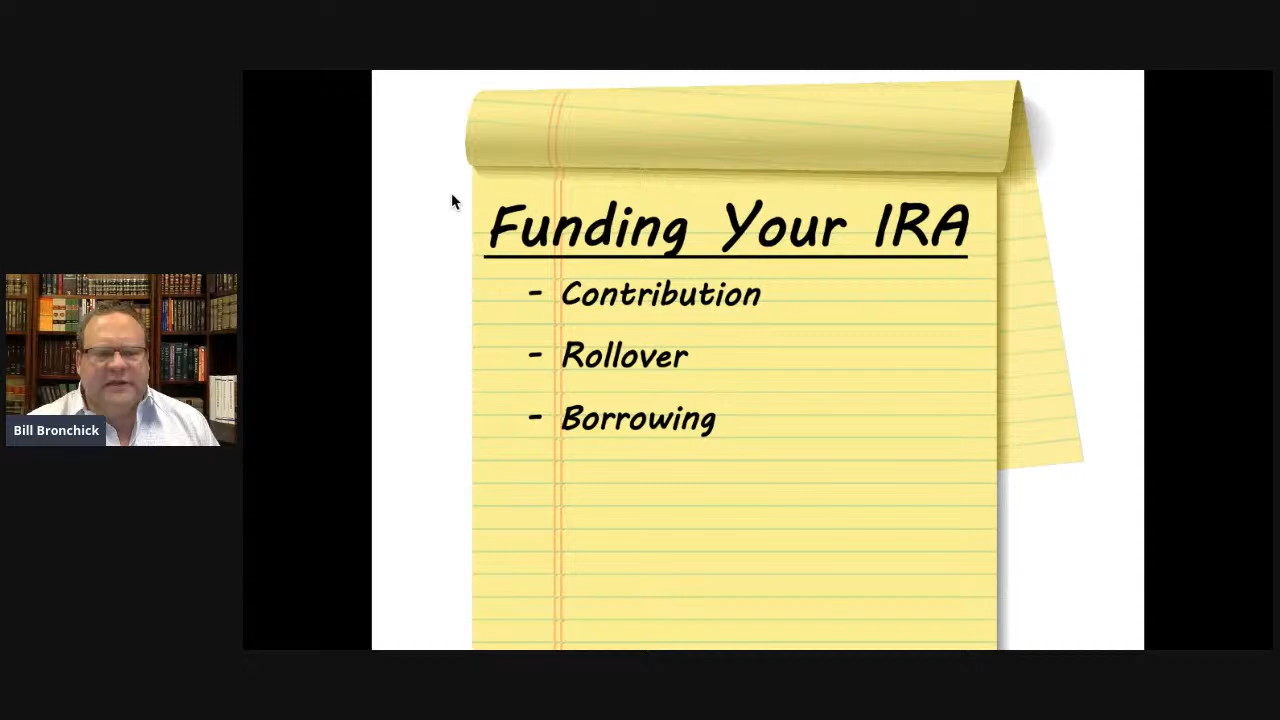 Funding Your IRA
- Contribution
- Rollover
- Borrowing
Bill Bronchick